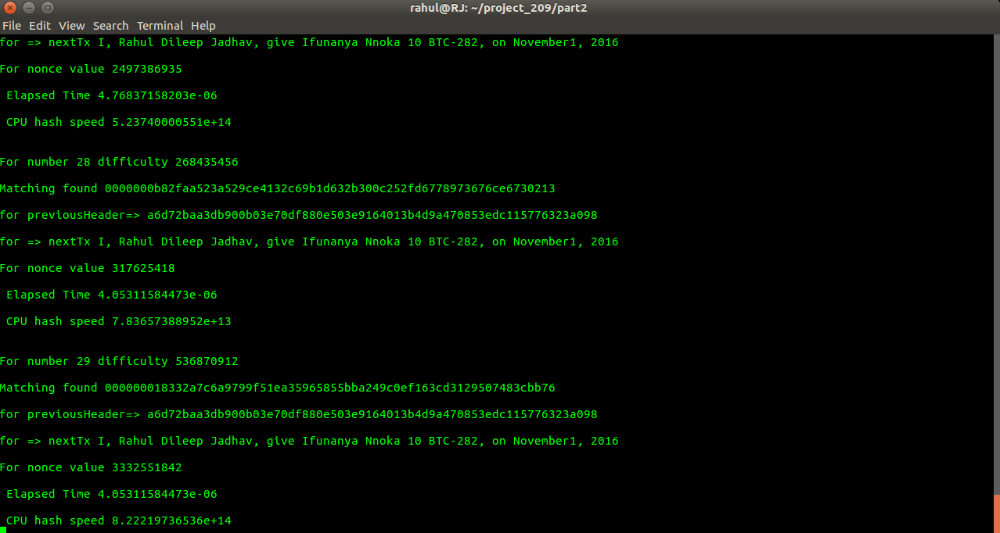 rahul@RJ: ~/project_209/part2
File Edit View Search Terminal Help
for => nextTx I, Rahul Dileep Jadhav, give Ifunanya Nnoka 10 BTC-282, on November1, 2016
For nonce value 2497386935
Elapsed Time 4.76837158203e-06
CPU hash speed 5.23740000551e+14
For number 28 difficulty 268435456
Matching found 0000000b82faa523a529ce4132c69b1d632b300c252fd6778973676ce6730213
for previousHeader=> a6d72baa3db900b03e70df880e503e9164013b4d9a470853edc115776323a098
for => nextTx I, Rahul Dileep Jadhav, give Ifunanya Nnoka 10 BTC-282, on November1, 2016
For nonce value 317625418
Elapsed Time 4.05311584473e-06
CPU hash speed 7.83657388952e+13
For number 29 difficulty 536870912
Matching found 000000018332a7c6a9799f51ea35965855bba249c0ef163cd3129507483cbb76
for previousHeader=> a6d72baa3db900b03e70df880e503e9164013b4d9a470853edc115776323a098
for => nextTx I, Rahul Dileep Jadhav, give Ifunanya Nnoka 10 BTC-282, on November1, 2016
For nonce value 3332551842
Elapsed Time 4.05311584473e-06
CPU hash speed 8.22219736536e+14